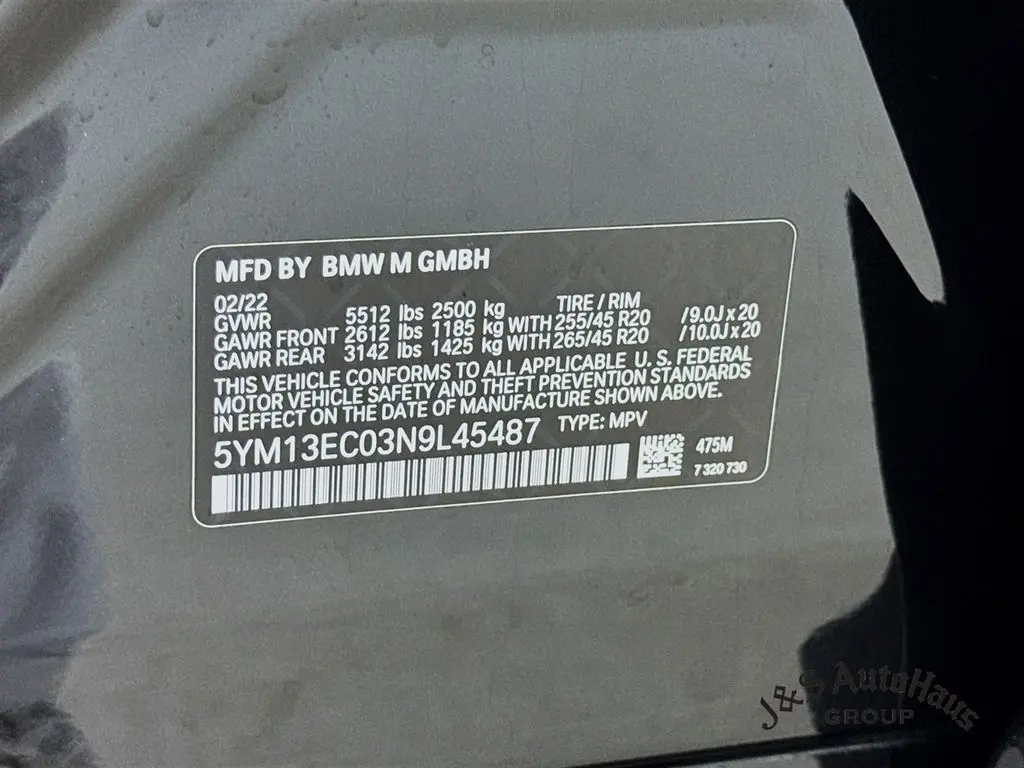 MFD BY BMW M GMBH
02/22 TIRE / RIM
GVWR 5512 lbs 2500 kg
GAWR FRONT 2612 lbs 1185 kg WITH 255/45 R20 /9.0J x 20
GAWR REAR 3142 lbs 1425 kg WITH 265/45 R20 /10.0J x 20
THIS VEHICLE CONFORMS TO ALL APPLICABLE U. S. FEDERAL
MOTOR VEHICLE SAFETY AND THEFT PREVENTION STANDARDS
IN EFFECT ON THE DATE OF MANUFACTURE SHOWN ABOVE.
5YM13EC03N9L45487 TYPE: MPV
475M
7 320 730
J&S AutoHaus
GROUP